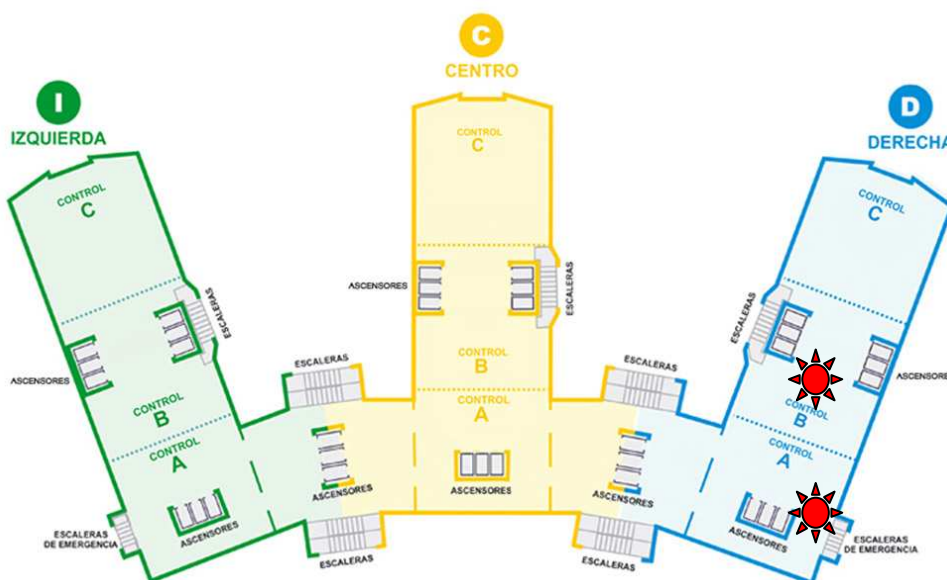 C
CENTRO
I
IZQUIERDA
D
DERECHA
CONTROL
C
CONTROL
C
CONTROL
C
ASCENSORES
ESCALERAS
ESCALERAS
ESCALERAS
ASCENSORES
ESCALERAS
ESCALERAS
ASCENSORES
CONTROL
B
CONTROL
B
CONTROL
B
CONTROL
A
CONTROL
A
CONTROL
A
ASCENSORES
ASCENSORES
ASCENSORES
ASCENSORES
ASCENSORES
ESCALERAS
DE EMERGENCIA
ESCALERAS
ESCALERAS
ESCALERAS
DE EMERGENCIA